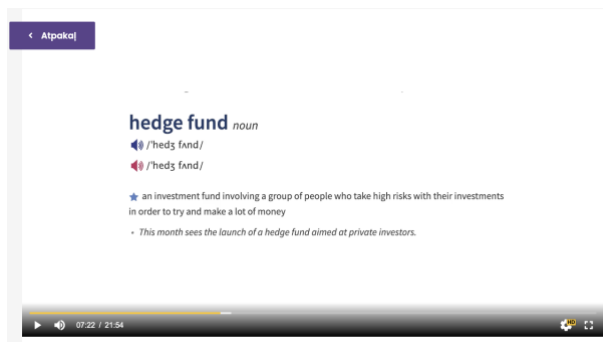 Atpakaļ
hedge fund noun
/ˈhedʒ fʌnd/
/ˈhedʒ fʌnd/
an investment fund involving a group of people who take high risks with their investments
in order to try and make a lot of money
• This month sees the launch of a hedge fund aimed at private investors.
07:22 / 21:54
HD